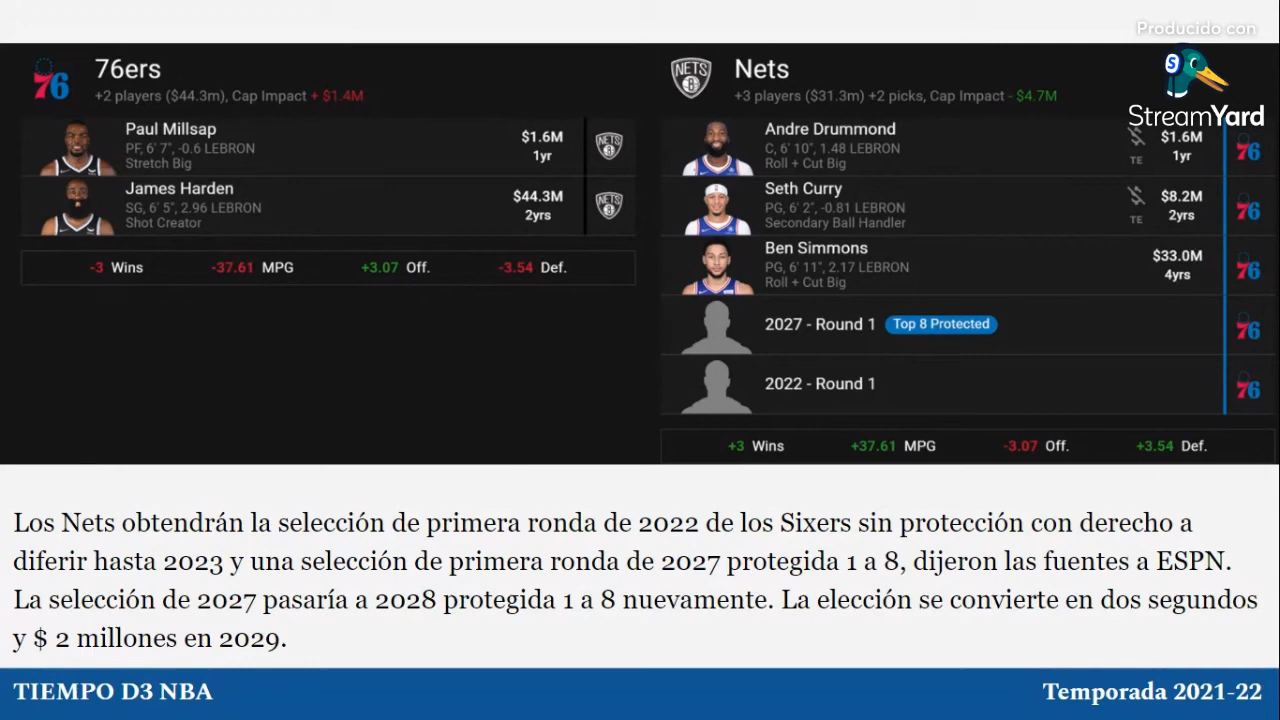 Producido con
StreamYard
76ers
+2 players ($44.3m), Cap Impact + $1.4M
Paul Millsap
PF, 6' 7", -0.6 LEBRON
Stretch Big
$1.6M
1yr
NETS
James Harden
SG, 6' 5", 2.96 LEBRON
Shot Creator
$44.3M
2yrs
NETS
-3 Wins -37.61 MPG +3.07 Off. -3.54 Def.
NETS
Nets
+3 players ($31.3m) +2 picks, Cap Impact - $4.7M
Andre Drummond
C, 6' 10", 1.48 LEBRON
Roll + Cut Big
TE
$1.6M
1yr
76
Seth Curry
PG, 6' 2", -0.81 LEBRON
Secondary Ball Handler
TE
$8.2M
2yrs
76
Ben Simmons
PG, 6' 11", 2.17 LEBRON
Roll + Cut Big
$33.0M
4yrs
76
2027 - Round 1 Top 8 Protected
76
2022 - Round 1
76
+3 Wins +37.61 MPG -3.07 Off. +3.54 Def.
Los Nets obtendrán la selección de primera ronda de 2022 de los Sixers sin protección con derecho a
diferir hasta 2023 y una selección de primera ronda de 2027 protegida 1 a 8, dijeron las fuentes a ESPN.
La selección de 2027 pasaría a 2028 protegida 1 a 8 nuevamente. La elección se convierte en dos segundos
y $ 2 millones en 2029.
TIEMPO D3 NBA
Temporada 2021-22